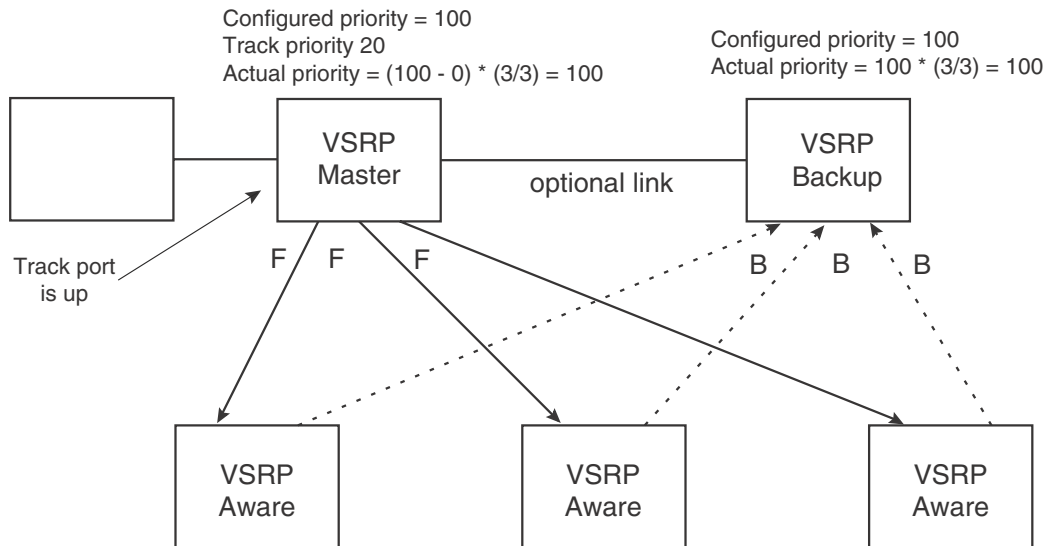 Configured priority = 100
Track priority 20
Actual priority = (100 - 0) * (3/3) = 100
Configured priority = 100
Actual priority = 100 * (3/3) = 100
VSRP
Master
optional link
VSRP
Backup
Track port
is up
F
F
F
B
B
B
VSRP
Aware
VSRP
Aware
VSRP
Aware